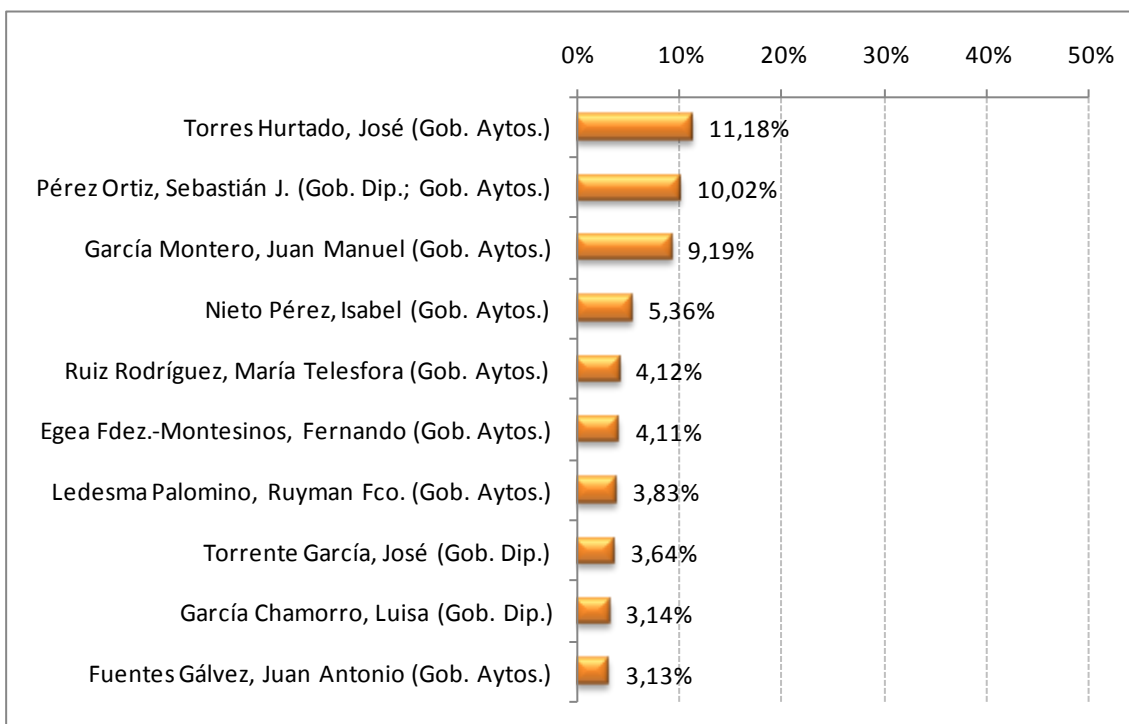 0% 10% 20% 30% 40% 50%
Torres Hurtado, José (Gob. Aytos.) 11,18%
Pérez Ortiz, Sebastián J. (Gob. Dip.; Gob. Aytos.) 10,02%
García Montero, Juan Manuel (Gob. Aytos.) 9,19%
Nieto Pérez, Isabel (Gob. Aytos.) 5,36%
Ruiz Rodríguez, María Telesfora (Gob. Aytos.) 4,12%
Egea Fdez.-Montesinos, Fernando (Gob. Aytos.) 4,11%
Ledesma Palomino, Ruyman Fco. (Gob. Aytos.) 3,83%
Torrente García, José (Gob. Dip.) 3,64%
García Chamorro, Luisa (Gob. Dip.) 3,14%
Fuentes Gálvez, Juan Antonio (Gob. Aytos.) 3,13%